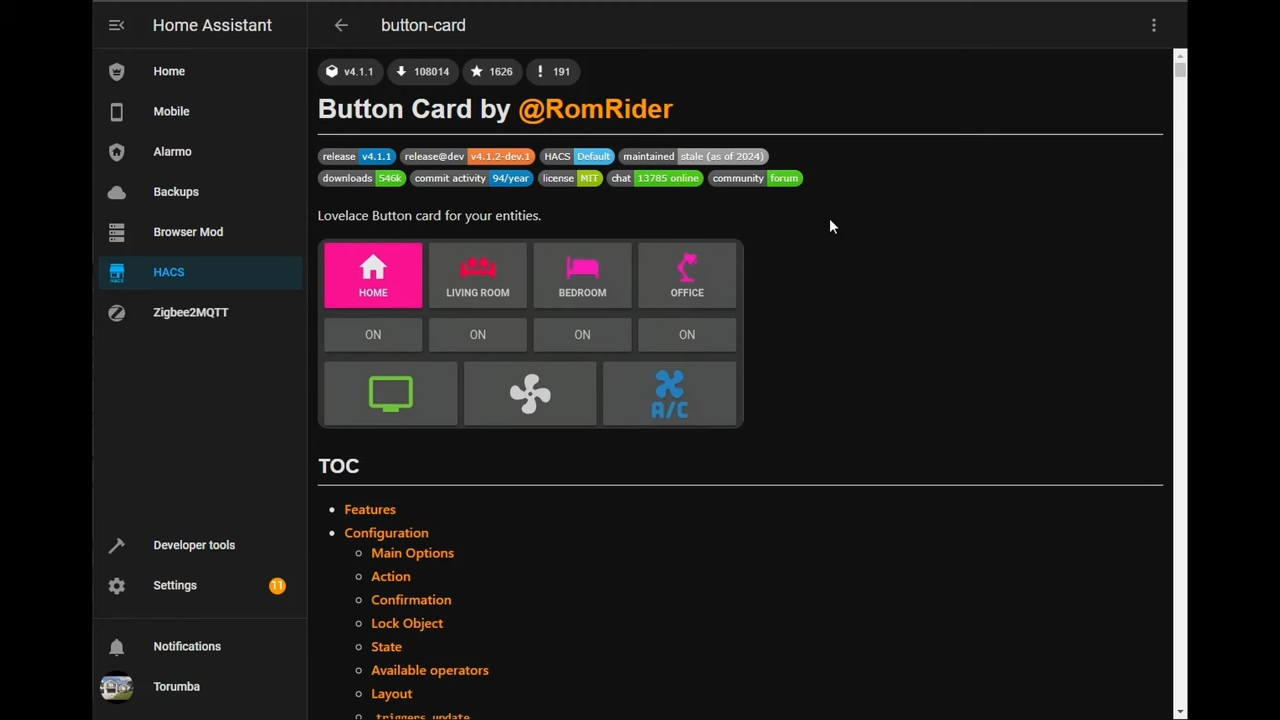 Home Assistant
button-card
Home
Mobile
Alarmo
Backups
Browser Mod
HACS
HACS
Zigbee2MQTT
Developer tools
Settings
11
Notifications
Torumba
v4.1.1 108014 1626 191
Button Card by @RomRider
release v4.1.1 release@dev v4.1.2-dev.1 HACS Default maintained stale (as of 2024)
downloads 546k commit activity 94/year license MIT chat 13785 online community forum
Lovelace Button card for your entities.
HOME LIVING ROOM BEDROOM OFFICE
ON ON ON ON
A/C
TOC
Features
Configuration
Main Options
Action
Confirmation
Lock Object
State
Available operators
Layout
triggers_update